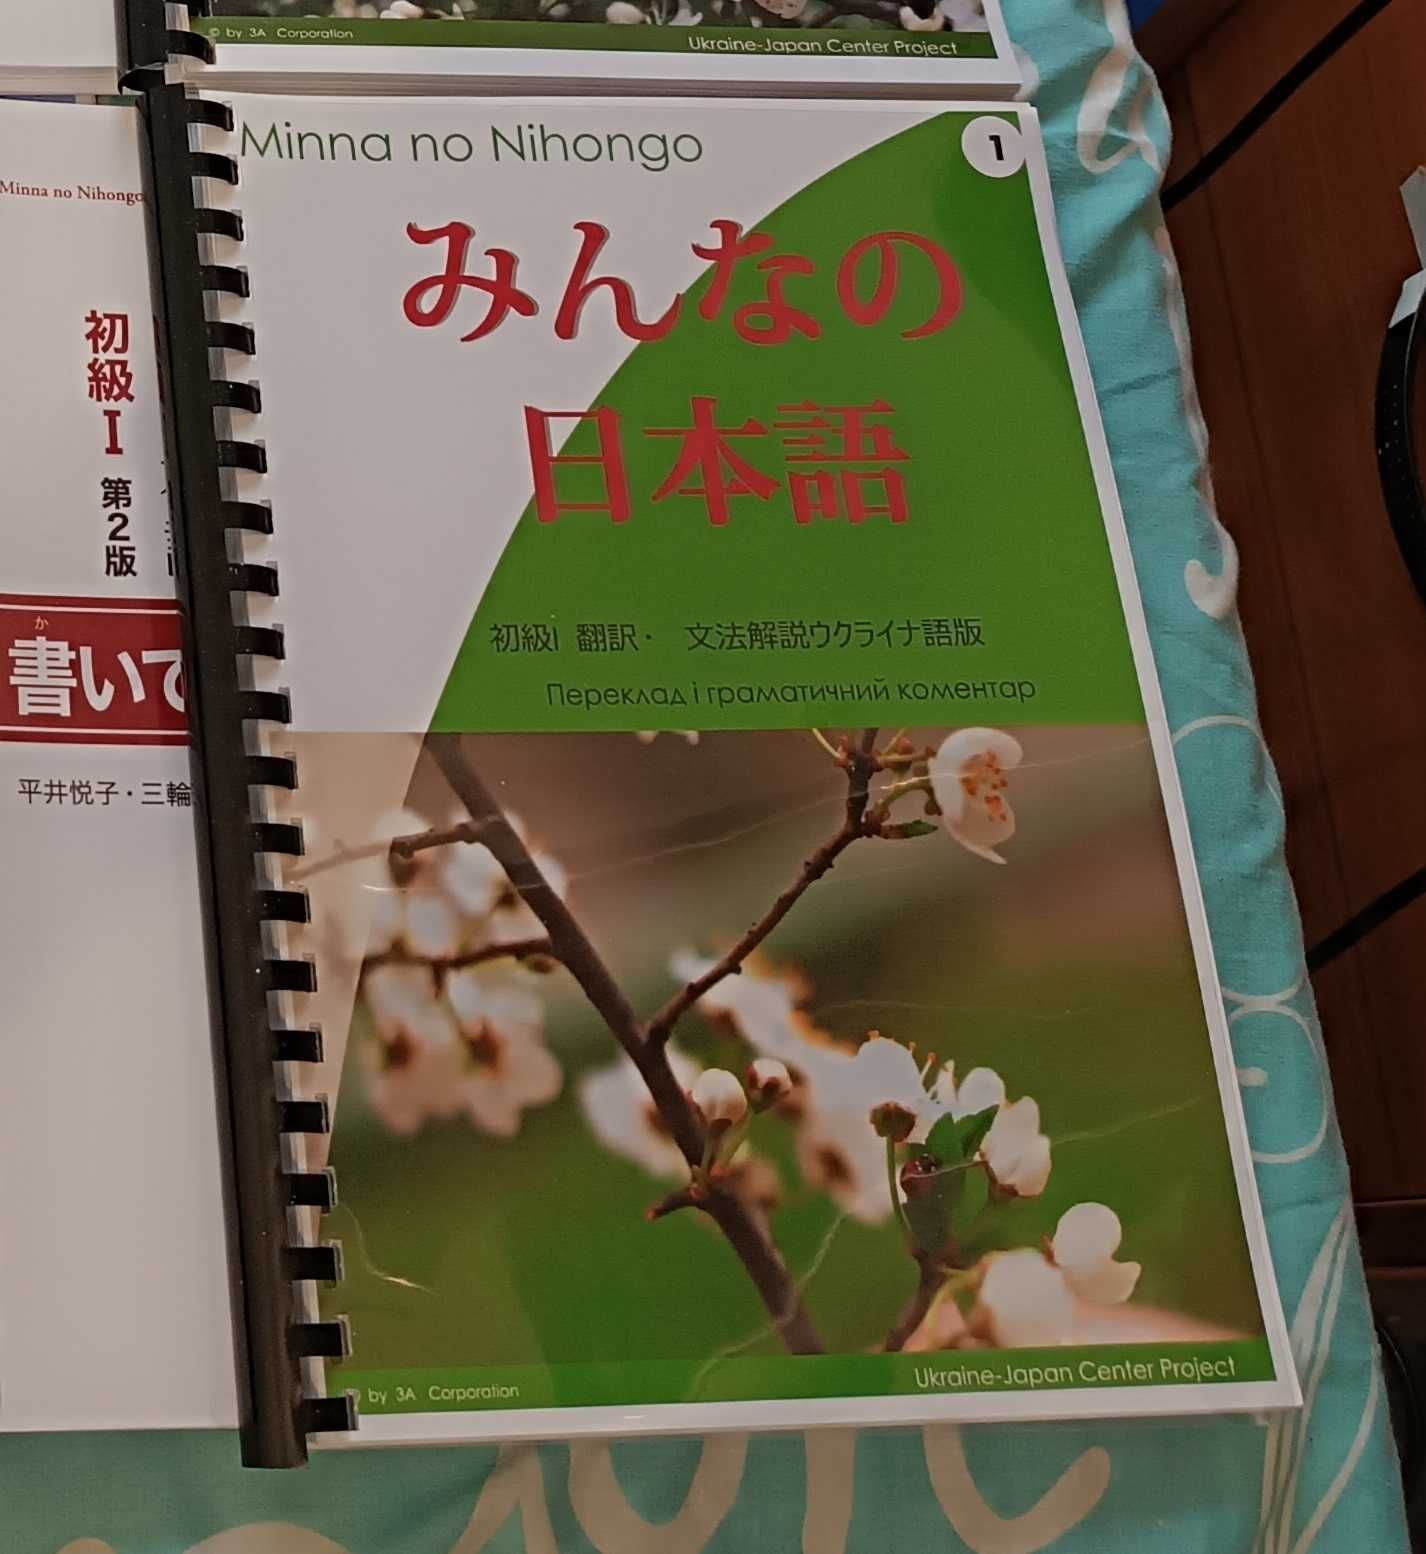 © by 3A Corporation
Ukraine-Japan Center Project
Minna no Nihongo
初級 I 第2版
か
書いて
平井悦子・三輪
Minna no Nihongo
1
みんなの
日本語
初級I 翻訳・ 文法解説ウクライナ語版
Переклад і граматичний коментар
by 3A Corporation
Ukraine-Japan Center Project